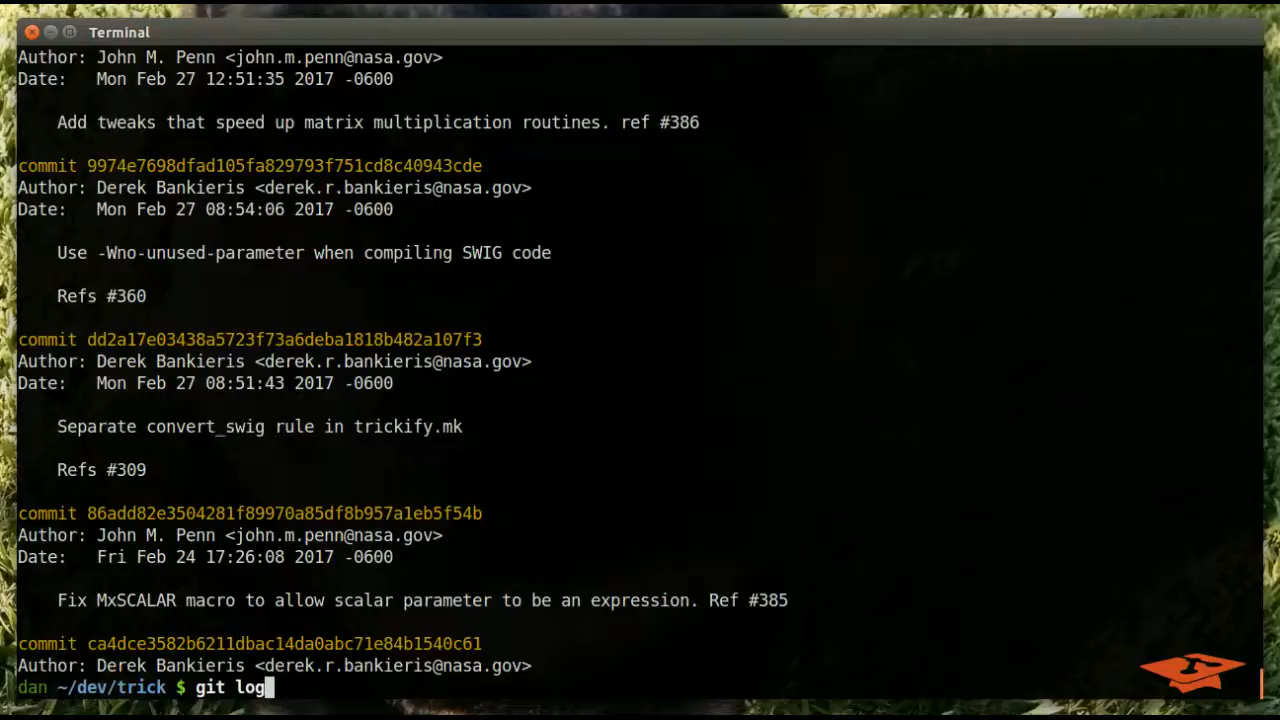 Terminal
Author: John M. Penn <john.m.penn@nasa.gov>
Date:   Mon Feb 27 12:51:35 2017 -0600
Add tweaks that speed up matrix multiplication routines. ref #386
commit 9974e7698dfad105fa829793f751cd8c40943cde
Author: Derek Bankieris <derek.r.bankieris@nasa.gov>
Date:   Mon Feb 27 08:54:06 2017 -0600
Use -Wno-unused-parameter when compiling SWIG code
Refs #360
commit dd2a17e03438a5723f73a6deba1818b482a107f3
Author: Derek Bankieris <derek.r.bankieris@nasa.gov>
Date:   Mon Feb 27 08:51:43 2017 -0600
Separate convert_swig rule in trickify.mk
Refs #309
commit 86add82e3504281f89970a85df8b957a1eb5f54b
Author: John M. Penn <john.m.penn@nasa.gov>
Date:   Fri Feb 24 17:26:08 2017 -0600
Fix MxSCALAR macro to allow scalar parameter to be an expression. Ref #385
commit ca4dce3582b6211dbac14da0abc71e84b1540c61
Author: Derek Bankieris <derek.r.bankieris@nasa.gov>
dan ~/dev/trick $ git log